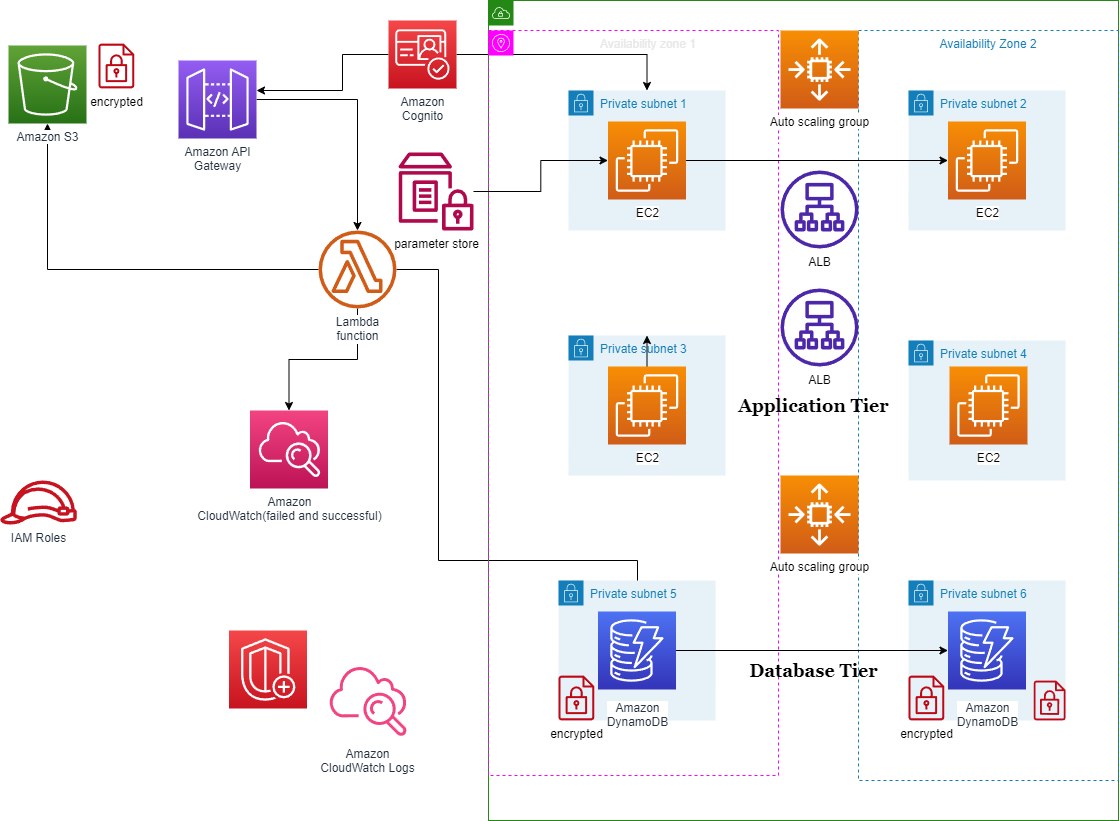 Availability zone 1
Availability Zone 2
Amazon S3
encrypted
Amazon API
Gateway
Amazon
Cognito
Private subnet 1
EC2
Auto scaling group
Private subnet 2
EC2
parameter store
ALB
Lambda
function
ALB
Private subnet 3
EC2
Private subnet 4
EC2
Application Tier
Amazon
CloudWatch(failed and successful)
IAM Roles
Auto scaling group
Private subnet 5
Amazon
DynamoDB
encrypted
Database Tier
Private subnet 6
Amazon
DynamoDB
encrypted
Amazon
CloudWatch Logs